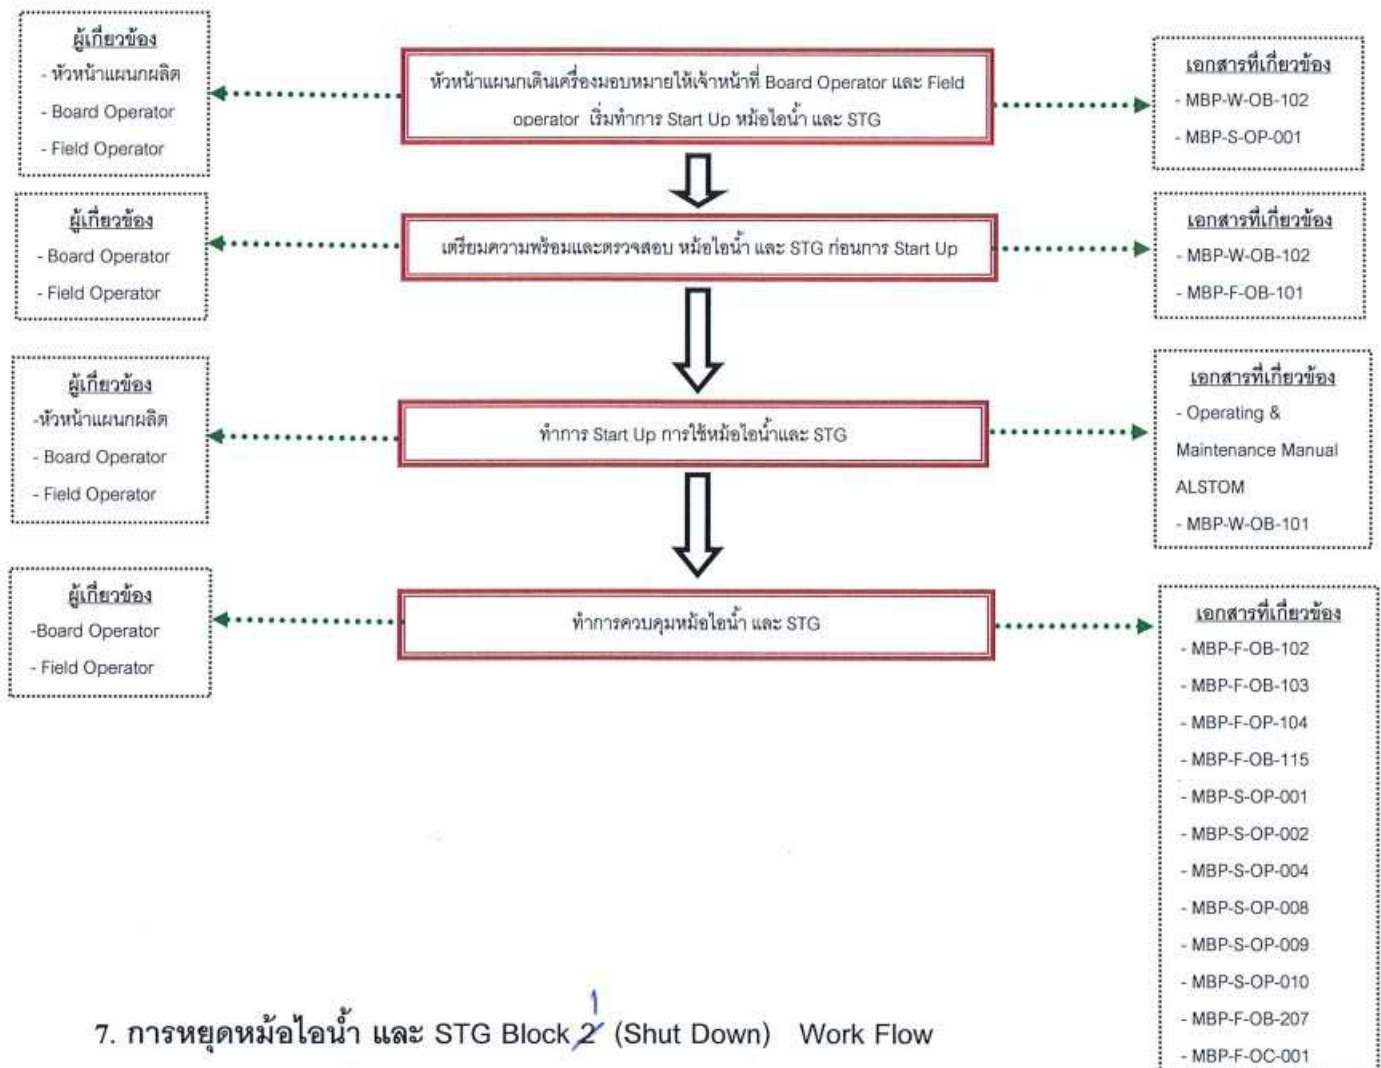 ผู้เกี่ยวข้อง
- หัวหน้าแผนกผลิต
- Board Operator
- Field Operator
หัวหน้าแผนกเดินเครื่องมอบหมายให้เจ้าหน้าที่ Board Operator และ Field
operator เริ่มทำการ Start Up หม้อไอน้ำ และ STG
เอกสารที่เกี่ยวข้อง
- MBP-W-OB-102
- MBP-S-OP-001
ผู้เกี่ยวข้อง
- Board Operator
- Field Operator
เตรียมความพร้อมและตรวจสอบ หม้อไอน้ำ และ STG ก่อนการ Start Up
เอกสารที่เกี่ยวข้อง
- MBP-W-OB-102
- MBP-F-OB-101
ผู้เกี่ยวข้อง
-หัวหน้าแผนกผลิต
- Board Operator
- Field Operator
ทำการ Start Up การใช้หม้อไอน้ำและ STG
เอกสารที่เกี่ยวข้อง
- Operating &
Maintenance Manual
ALSTOM
- MBP-W-OB-101
ผู้เกี่ยวข้อง
-Board Operator
- Field Operator
ทำการควบคุมหม้อไอน้ำ และ STG
เอกสารที่เกี่ยวข้อง
- MBP-F-OB-102
- MBP-F-OB-103
- MBP-F-OP-104
- MBP-F-OB-115
- MBP-S-OP-001
- MBP-S-OP-002
- MBP-S-OP-004
- MBP-S-OP-008
- MBP-S-OP-009
- MBP-S-OP-010
- MBP-F-OB-207
- MBP-F-OC-001
1
7. การหยุดหม้อไอน้ำ และ STG Block 2 (Shut Down) Work Flow